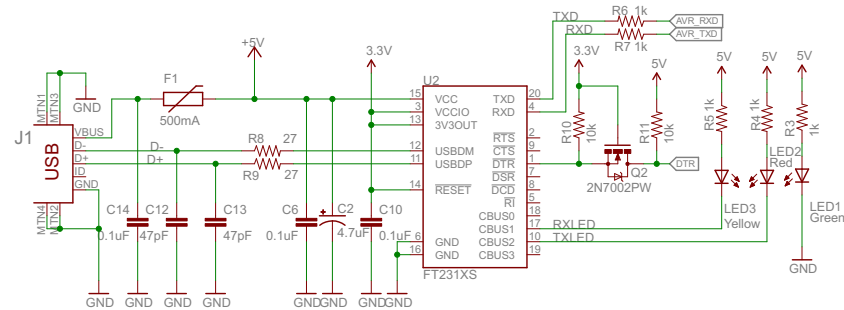 TXD
R6 1k
AVR_RXD
RXD
R7 1k
AVR_TXD
+5V
3.3V
3.3V
5V
5V
5V
5V
F1
500mA
MTN1
MTN3
GND
J1
USB
VBUS
D-
D+
ID
GND
MTN4
MTN2
D-
D+
R8 27
R9 27
U2
15 VCC
3 VCCIO
13 3V3OUT
12 USBDM
11 USBDP
14 RESET
6 GND
16 GND
TXD 20
RXD 4
RTS 2
CTS 9
DTR 1
DSR 7
DCD 8
RI 5
CBUS0 18
CBUS1 17
CBUS2 10
CBUS3 19
FT231XS
R10
10k
R11
10k
DTR
Q2
2N7002PW
R5 1k
R4 1k
R3
1k
LED2
Red
LED3
Yellow
LED1
Green
RXLED
TXLED
C14
0.1uF
C12
47pF
C13
47pF
C6
0.1uF
C2
4.7uF
C10
0.1uF
GND
GND
GND
GND
GND
GND
GND
GND
GND